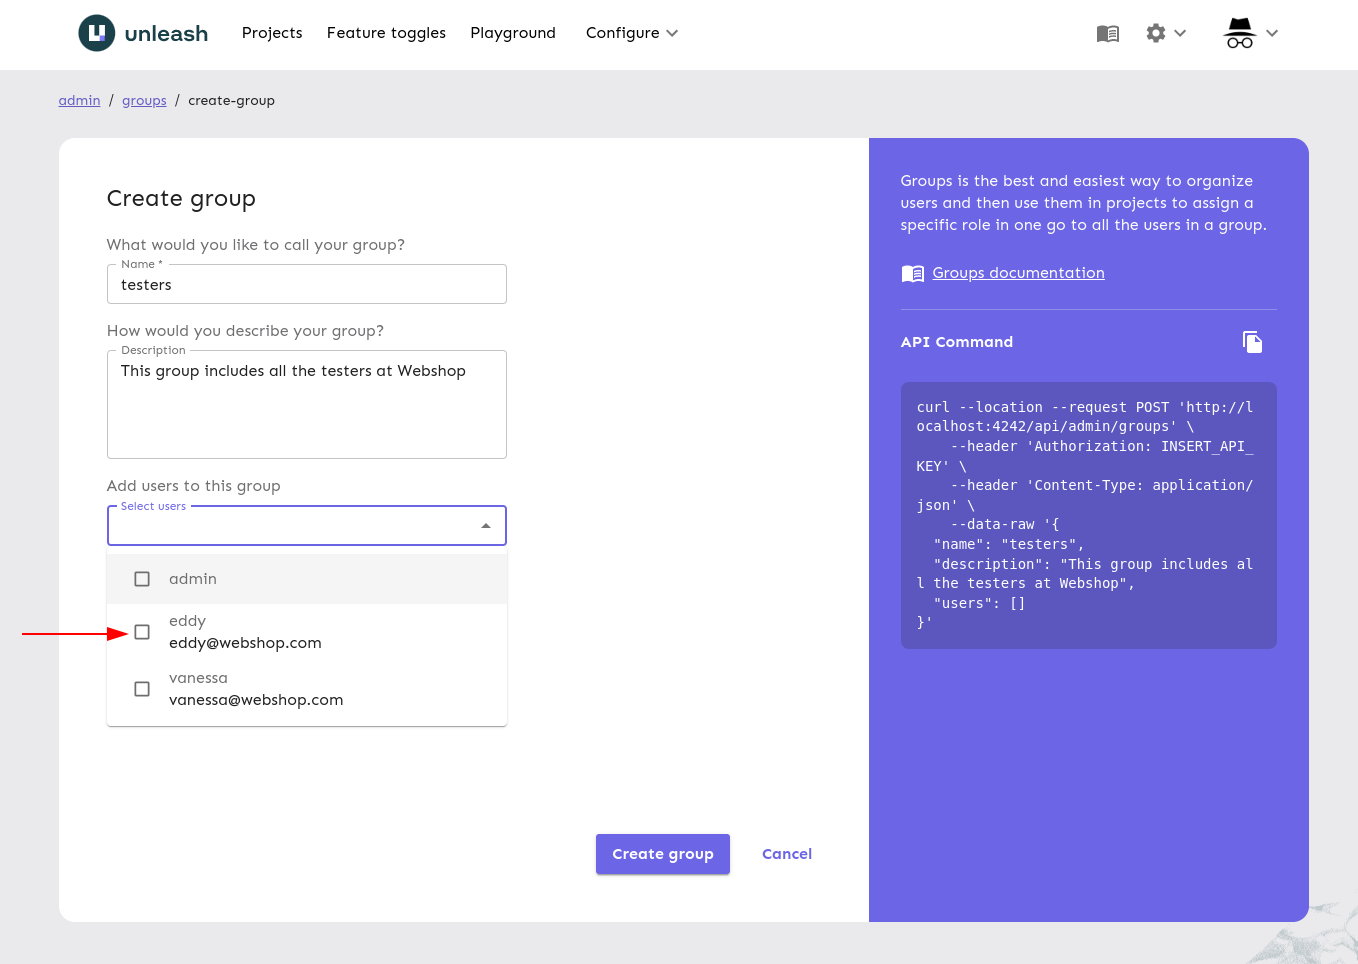 unleash Projects Feature toggles Playground Configure
admin / groups / create-group
Create group
What would you like to call your group?
Name *
testers
How would you describe your group?
Description
This group includes all the testers at Webshop
Add users to this group
Select users
admin
eddy
eddy@webshop.com
vanessa
vanessa@webshop.com
Create group Cancel
Groups is the best and easiest way to organize
users and then use them in projects to assign a
specific role in one go to all the users in a group.
Groups documentation
API Command
curl --location --request POST 'http://l
ocalhost:4242/api/admin/groups' \
    --header 'Authorization: INSERT_API_
KEY' \
    --header 'Content-Type: application/
json' \
    --data-raw '{
  "name": "testers",
  "description": "This group includes al
l the testers at Webshop",
  "users": []
}'